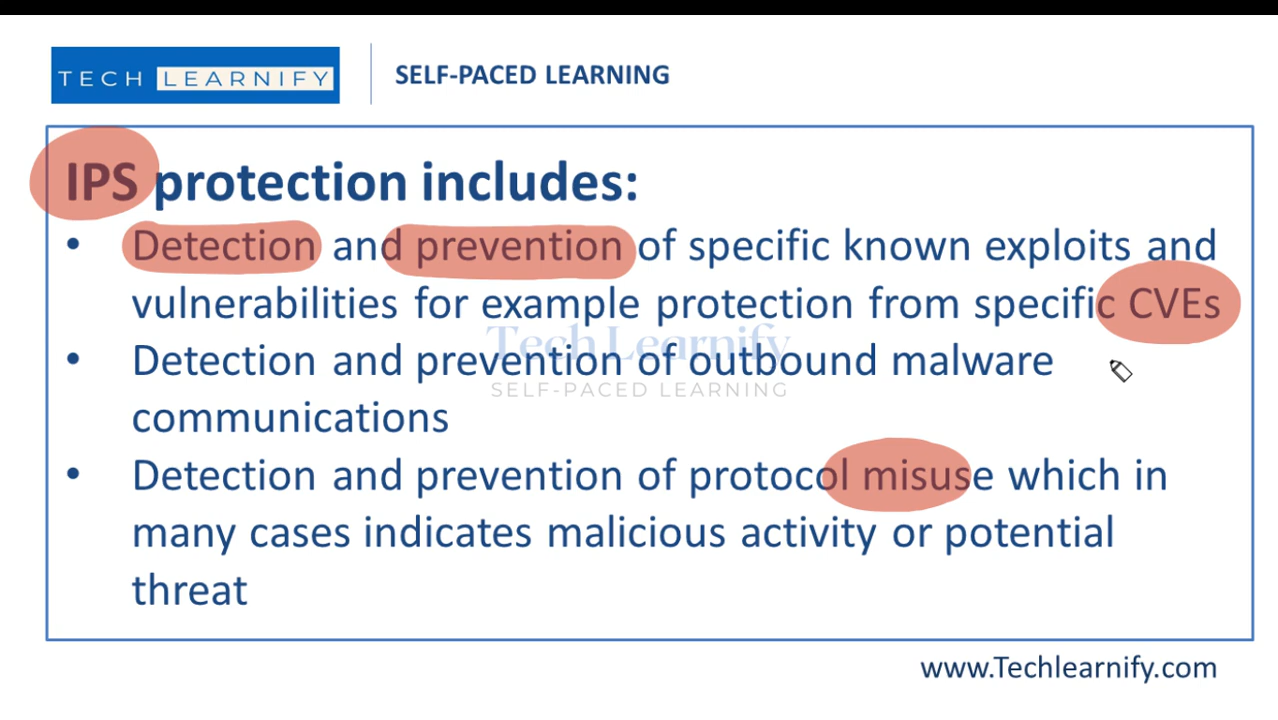 TECH LEARNIFY
SELF-PACED LEARNING
IPS protection includes:
• Detection and prevention of specific known exploits and
vulnerabilities for example protection from specific CVEs
Tech Learnify
• Detection and prevention of outbound malware
SELF-PACED LEARNING
communications
• Detection and prevention of protocol misuse which in
many cases indicates malicious activity or potential
threat
www.Techlearnify.com